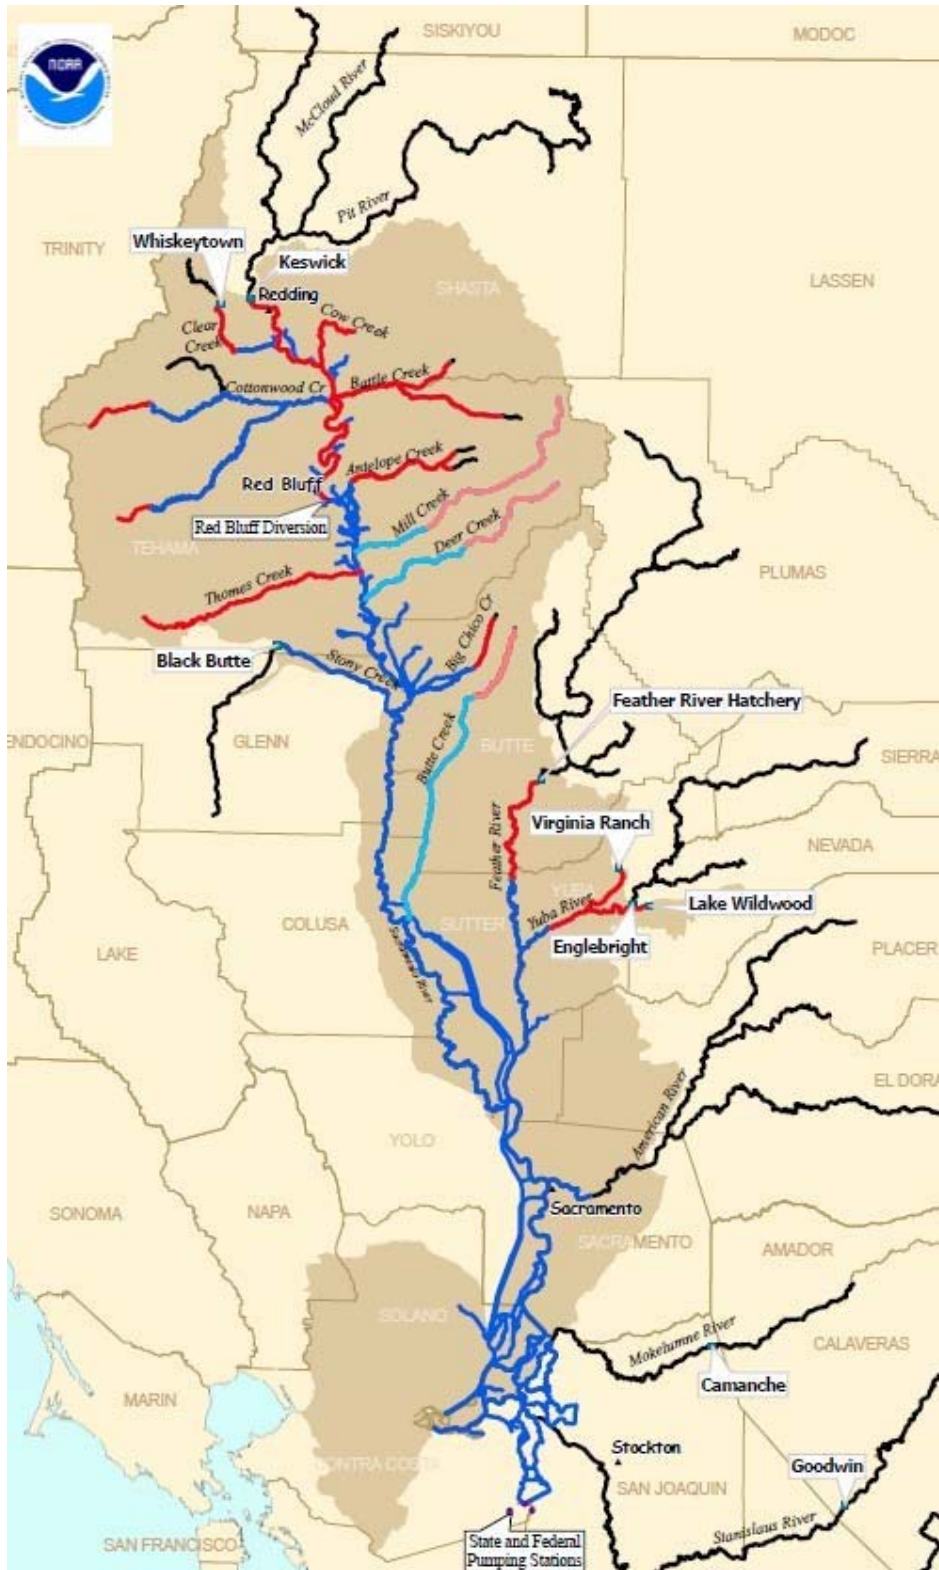 NOAA
SISKIYOU
MODOC
McCloud River
Pit River
TRINITY
Whiskeytown
Keswick
SHASTA
LASSEN
Redding
Clear
Creek
Cow Creek
Cottonwood Cr
Battle Creek
Antelope Creek
Red Bluff
Red Bluff Diversion
Mill Creek
Deer Creek
TEHAMA
Thomes Creek
PLUMAS
Black Butte
Stony Creek
Big Chico Cr
Feather River Hatchery
ENDOCINO
GLENN
Butte Creek
BUTTE
SIERRA
Feather River
Virginia Ranch
NEVADA
YUBA
Lake Wildwood
Yuba River
Englebright
COLUSA
SUTTER
LAKE
Sacramento River
PLACER
EL DORA
American River
YOLO
Sacramento
SONOMA
NAPA
SACRAMENTO
AMADOR
SOLANO
Mokelumne River
CALAVERAS
Camanche
MARIN
Stockton
CONTRA COSTA
Goodwin
SAN JOAQUIN
Stanislaus River
SAN FRANCISCO
State and Federal
Pumping Stations